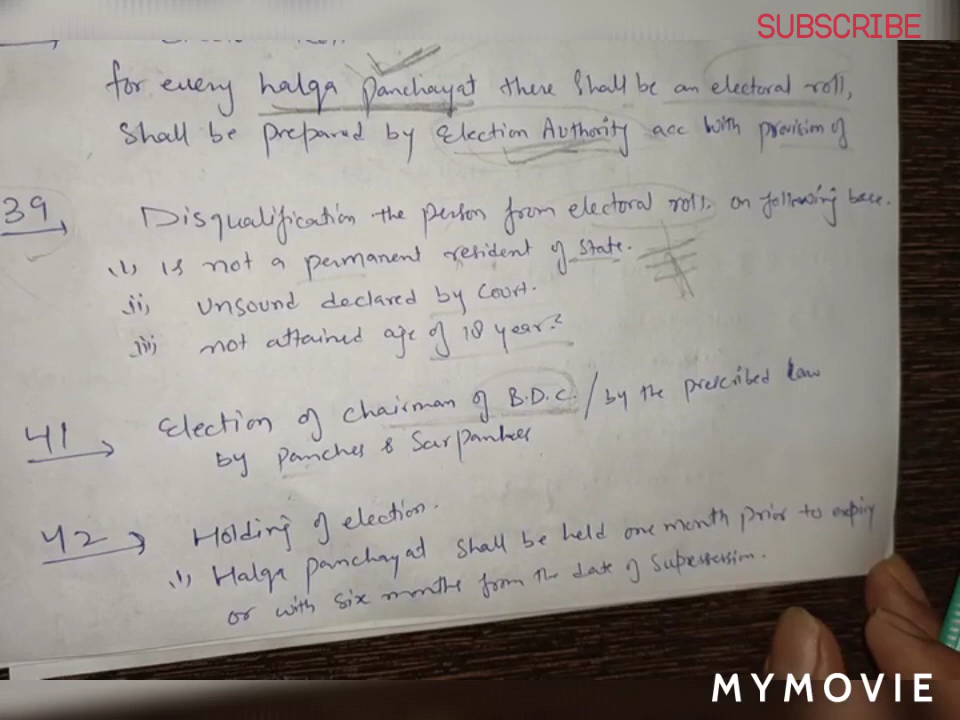 SUBSCRIBE
for every halqa panchayat there shall be an electoral roll,
shall be prepared by Election Authority acc with provision of
39 Disqualification the person from electoral roll. on following base.
i, is not a permanent resident of state.
ii, unsound declared by court.
iii, not attained age of 18 year.
41 Election of chairman of B.D.C. / by the prescribed law
by panches & Sarpanches
42 Holding of election.
i, Halqa panchayat shall be held one month prior to expiry
or with six months from the date of Supersession.
MYMOVIE